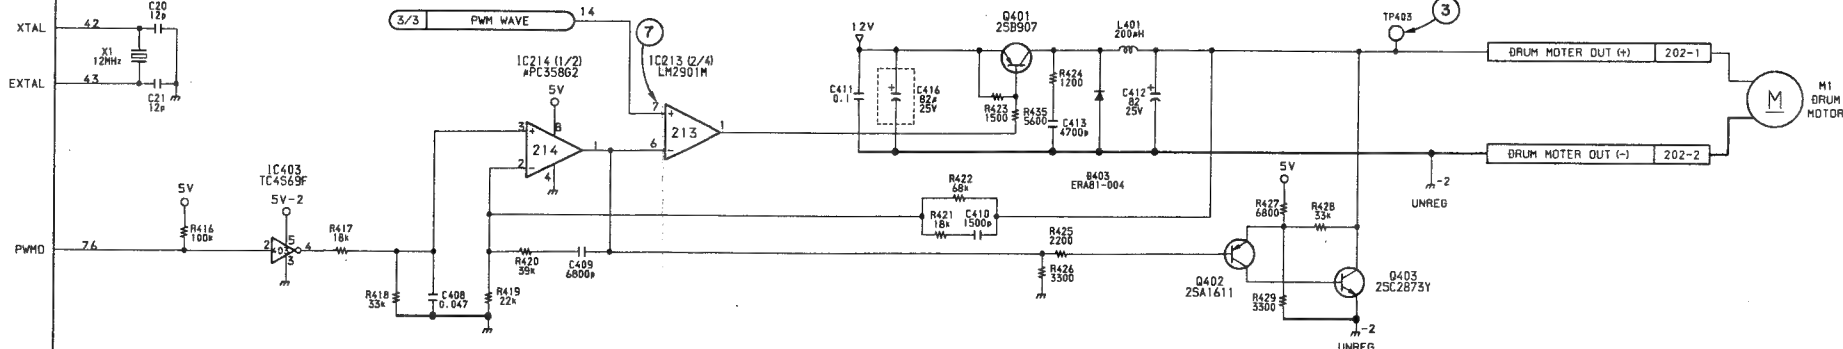 C20
12p
XTAL
42
X1
12MHz
EXTAL
43
C21
12p
3/3
PWM WAVE
14
7
IC214 (1/2)
µPC358G2
IC213 (2/4)
LM2901M
5V
8
3
+
214
1
2
-
4
7
+
213
1
6
-
12V
C411
0.1
+
C416
82µ
25V
Q401
2SB907
R423
1500
R435
5600
R424
1200
C413
4700p
L401
200µH
+
C412
82
25V
D403
ERA81-004
TP403
3
DRUM MOTER OUT (+)
202-1
DRUM MOTER OUT (-)
202-2
M
M1
DRUM
MOTOR
-2
UNREG
PWMD
76
5V
R416
100k
IC403
TC4S69F
5V-2
2
5
403
4
3
R417
18k
R418
33k
C408
0.047
R419
22k
R420
39k
C409
6800p
R422
68k
R421
18k
C410
1500p
R425
2200
R426
3300
5V
R427
6800
R428
33k
Q402
2SA1611
R429
3300
Q403
2SC2873Y
-2
UNREG